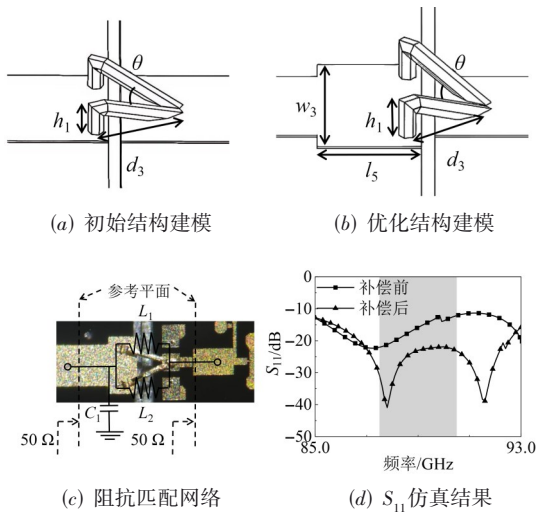 θ
h₁
d₃
(a) 初始结构建模
θ
w₃
h₁
d₃
l₅
(b) 优化结构建模
参考平面
L₁
C₁
L₂
50 Ω
50 Ω
(c) 阻抗匹配网络
0
-10
-20
-30
-40
-50
S₁₁/dB
补偿前
补偿后
85.0
93.0
频率/GHz
(d) S₁₁仿真结果